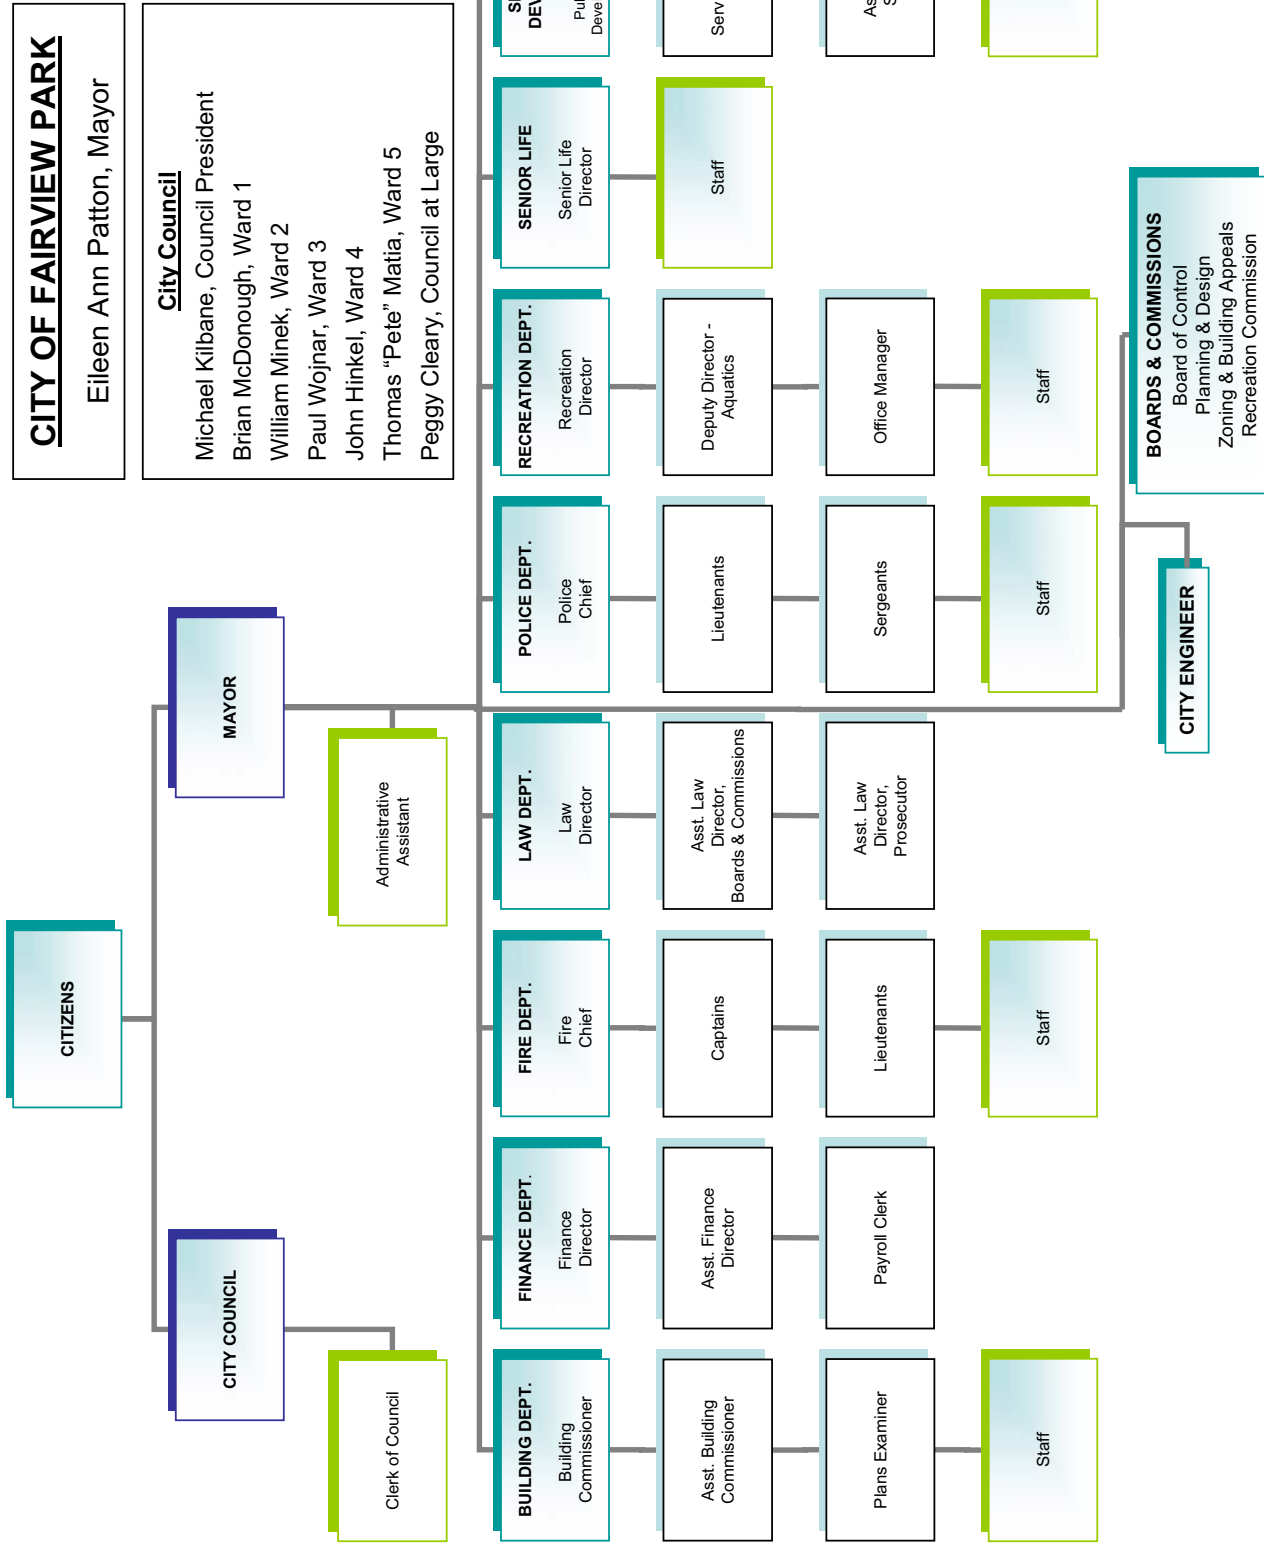 CITY OF FAIRVIEW PARK
Eileen Ann Patton, Mayor
City Council
Michael Kilbane, Council President
Brian McDonough, Ward 1
William Minek, Ward 2
Paul Wojnar, Ward 3
John Hinkel, Ward 4
Thomas “Pete” Matia, Ward 5
Peggy Cleary, Council at Large
CITIZENS
CITY COUNCIL
MAYOR
Clerk of Council
Administrative
Assistant
BUILDING DEPT.
Building
Commissioner
Asst. Building
Commissioner
Plans Examiner
Staff
FINANCE DEPT.
Finance
Director
Asst. Finance
Director
Payroll Clerk
FIRE DEPT.
Fire
Chief
Captains
Lieutenants
Staff
LAW DEPT.
Law
Director
Asst. Law
Director,
Boards & Commissions
Asst. Law
Director,
Prosecutor
POLICE DEPT.
Police
Chief
Lieutenants
Sergeants
Staff
RECREATION DEPT.
Recreation
Director
Deputy Director -
Aquatics
Office Manager
Staff
SENIOR LIFE
Senior Life
Director
Staff
DEV
Pu
Deve
Serv
As
S
CITY ENGINEER
BOARDS & COMMISSIONS
Board of Control
Planning & Design
Zoning & Building Appeals
Recreation Commission